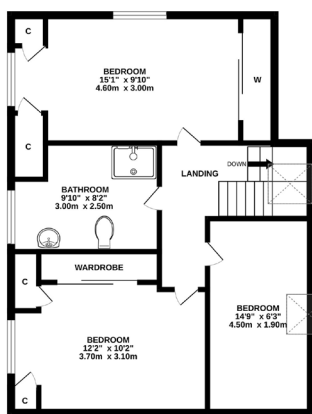 C
BEDROOM
15'1" x 9'10"
4.60m x 3.00m
W
C
DOWN
LANDING
BATHROOM
9'10" x 8'2"
3.00m x 2.50m
WARDROBE
C
BEDROOM
14'9" x 6'3"
4.50m x 1.90m
BEDROOM
12'2" x 10'2"
3.70m x 3.10m
C